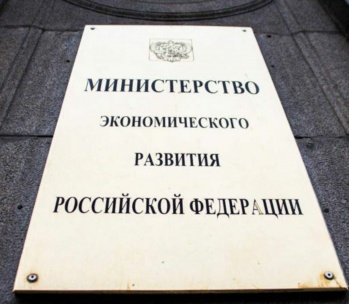 МИНИСТЕРСТВО
ЭКОНОМИЧЕСКОГО
РАЗВИТИЯ
РОССИЙСКОЙ ФЕДЕРАЦИИ